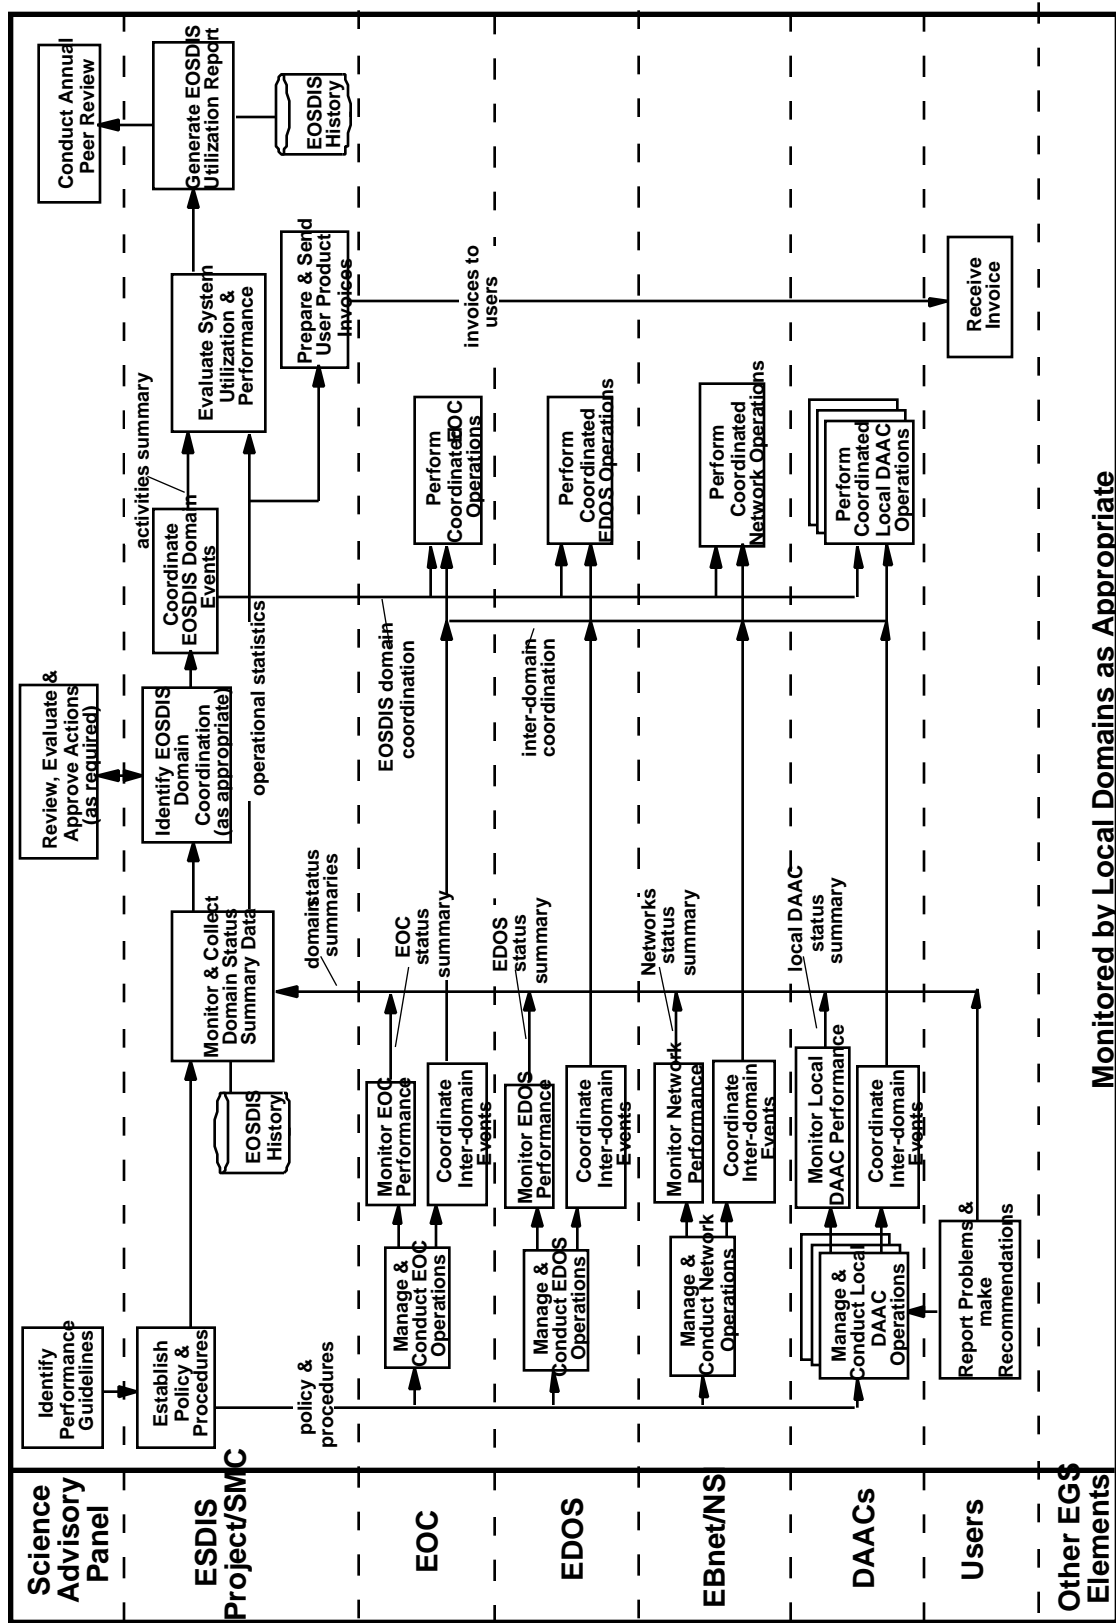 Science
Advisory
Panel
Identify
Performance
Guidelines
Review, Evaluate &
Approve Actions
(as required)
Conduct Annual
Peer Review
ESDIS
Project/SMC
Establish
Policy &
Procedures
policy &
procedures
EOSDIS
History
Monitor & Collect
Domain Status
Summary Data
domain status
summaries
Identify EOSDIS
Domain
Coordination
(as appropriate)
operational statistics
Coordinate
EOSDIS Domain
Events
activities summary
Evaluate System
Utilization &
Performance
Prepare & Send
User Product
Invoices
Generate EOSDIS
Utilization Report
EOSDIS
History
EOC
Manage &
Conduct EOC
Operations
Monitor EOC
Performance
Coordinate
Inter-domain
Events
EOC
status
summary
EOSDIS domain
coordination
Perform
Coordinated EOC
Operations
invoices to
users
EDOS
Manage &
Conduct EDOS
Operations
Monitor EDOS
Performance
Coordinate
Inter-domain
Events
EDOS
status
summary
inter-domain
coordination
Perform
Coordinated
EDOS Operations
EBnet/NSI
Manage &
Conduct Network
Operations
Monitor Network
Performance
Coordinate
Inter-domain
Events
Networks
status
summary
Perform
Coordinated
Network Operations
DAACs
Manage &
Conduct Local
DAAC
Operations
Monitor Local
DAAC Performance
Coordinate
Inter-domain
Events
local DAAC
status
summary
Perform
Coordinated
Local DAAC
Operations
Users
Report Problems &
make
Recommendations
Receive
Invoice
Other EGS
Elements
Monitored by Local Domains as Appropriate